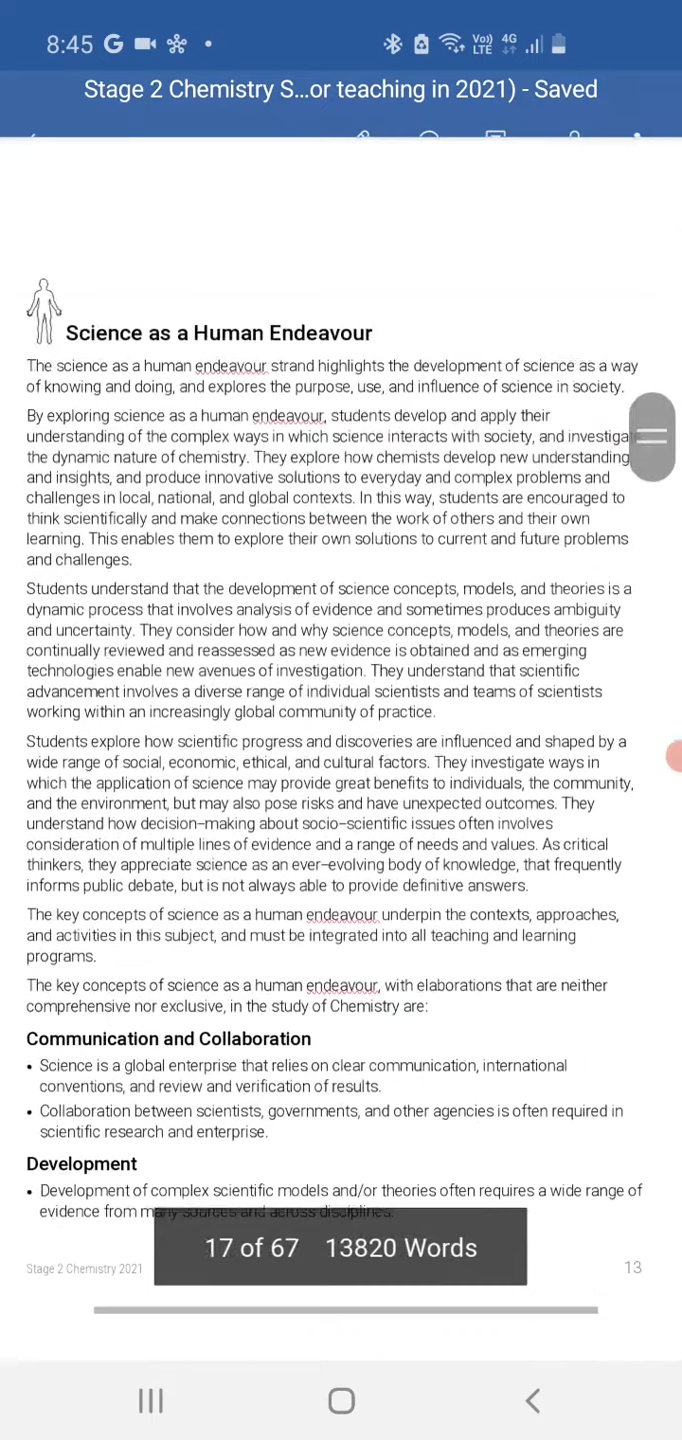 8:45
Vo)) LTE 4G
Stage 2 Chemistry S...or teaching in 2021) - Saved
Science as a Human Endeavour
The science as a human endeavour strand highlights the development of science as a way
of knowing and doing, and explores the purpose, use, and influence of science in society.
By exploring science as a human endeavour, students develop and apply their
understanding of the complex ways in which science interacts with society, and investigat
the dynamic nature of chemistry. They explore how chemists develop new understanding
and insights, and produce innovative solutions to everyday and complex problems and
challenges in local, national, and global contexts. In this way, students are encouraged to
think scientifically and make connections between the work of others and their own
learning. This enables them to explore their own solutions to current and future problems
and challenges.
Students understand that the development of science concepts, models, and theories is a
dynamic process that involves analysis of evidence and sometimes produces ambiguity
and uncertainty. They consider how and why science concepts, models, and theories are
continually reviewed and reassessed as new evidence is obtained and as emerging
technologies enable new avenues of investigation. They understand that scientific
advancement involves a diverse range of individual scientists and teams of scientists
working within an increasingly global community of practice.
Students explore how scientific progress and discoveries are influenced and shaped by a
wide range of social, economic, ethical, and cultural factors. They investigate ways in
which the application of science may provide great benefits to individuals, the community,
and the environment, but may also pose risks and have unexpected outcomes. They
understand how decision-making about socio-scientific issues often involves
consideration of multiple lines of evidence and a range of needs and values. As critical
thinkers, they appreciate science as an ever-evolving body of knowledge, that frequently
informs public debate, but is not always able to provide definitive answers.
The key concepts of science as a human endeavour underpin the contexts, approaches,
and activities in this subject, and must be integrated into all teaching and learning
programs.
The key concepts of science as a human endeavour, with elaborations that are neither
comprehensive nor exclusive, in the study of Chemistry are:
Communication and Collaboration
• Science is a global enterprise that relies on clear communication, international
conventions, and review and verification of results.
• Collaboration between scientists, governments, and other agencies is often required in
scientific research and enterprise.
Development
• Development of complex scientific models and/or theories often requires a wide range of
evidence from many sources and across disciplines.
17 of 67 13820 Words
Stage 2 Chemistry 2021 13